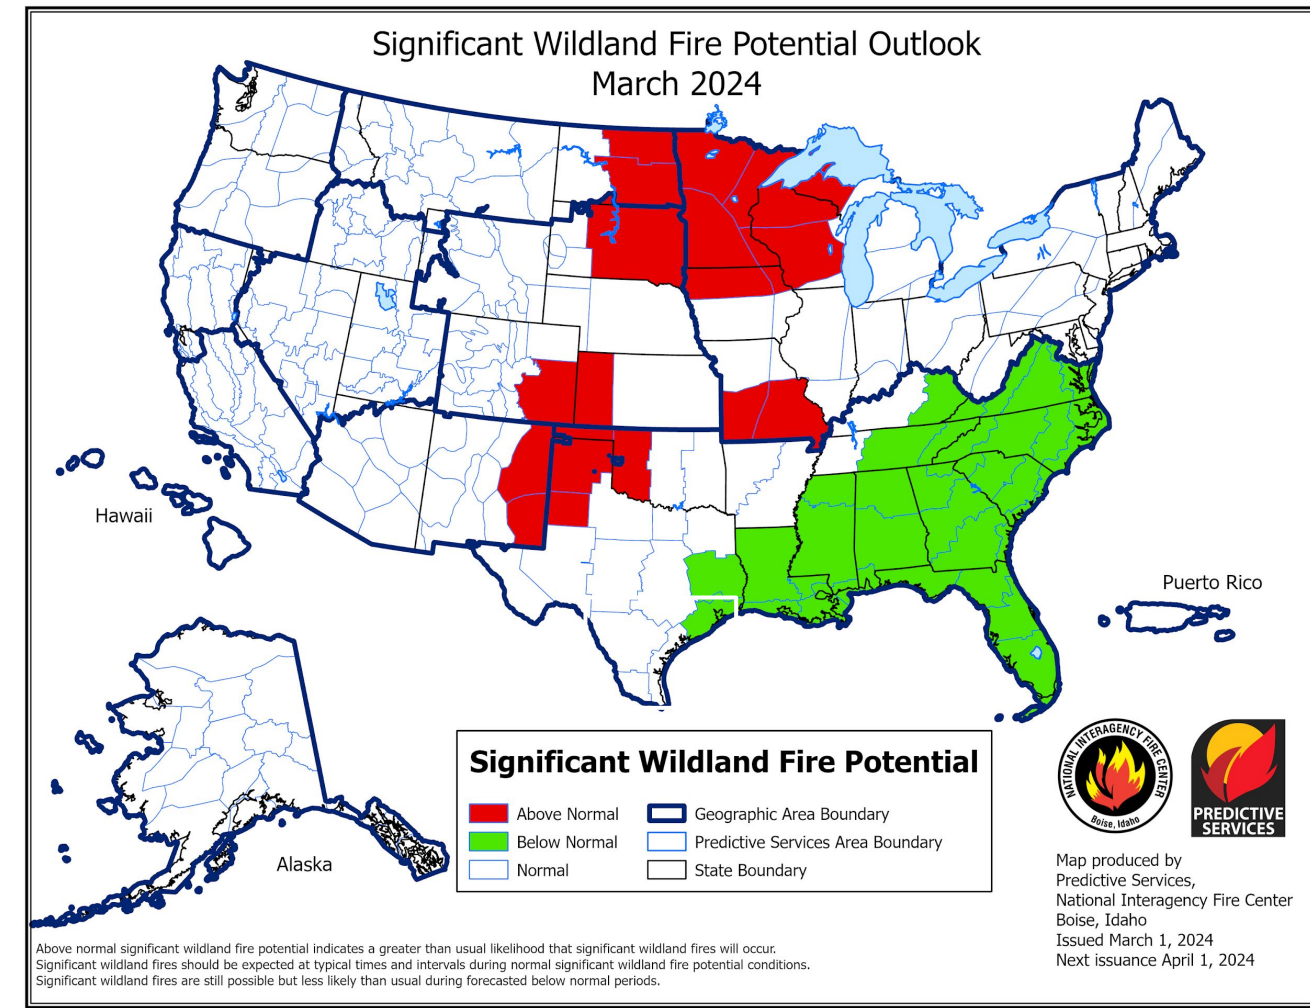 Significant Wildland Fire Potential Outlook
March 2024
Hawaii
Puerto Rico
Alaska
Significant Wildland Fire Potential
Above Normal
Below Normal
Normal
Geographic Area Boundary
Predictive Services Area Boundary
State Boundary
NATIONAL INTERAGENCY FIRE CENTER
Boise, Idaho
PREDICTIVE
SERVICES
Map produced by
Predictive Services,
National Interagency Fire Center
Boise, Idaho
Issued March 1, 2024
Next issuance April 1, 2024
Above normal significant wildland fire potential indicates a greater than usual likelihood that significant wildland fires will occur.
Significant wildland fires should be expected at typical times and intervals during normal significant wildland fire potential conditions.
Significant wildland fires are still possible but less likely than usual during forecasted below normal periods.